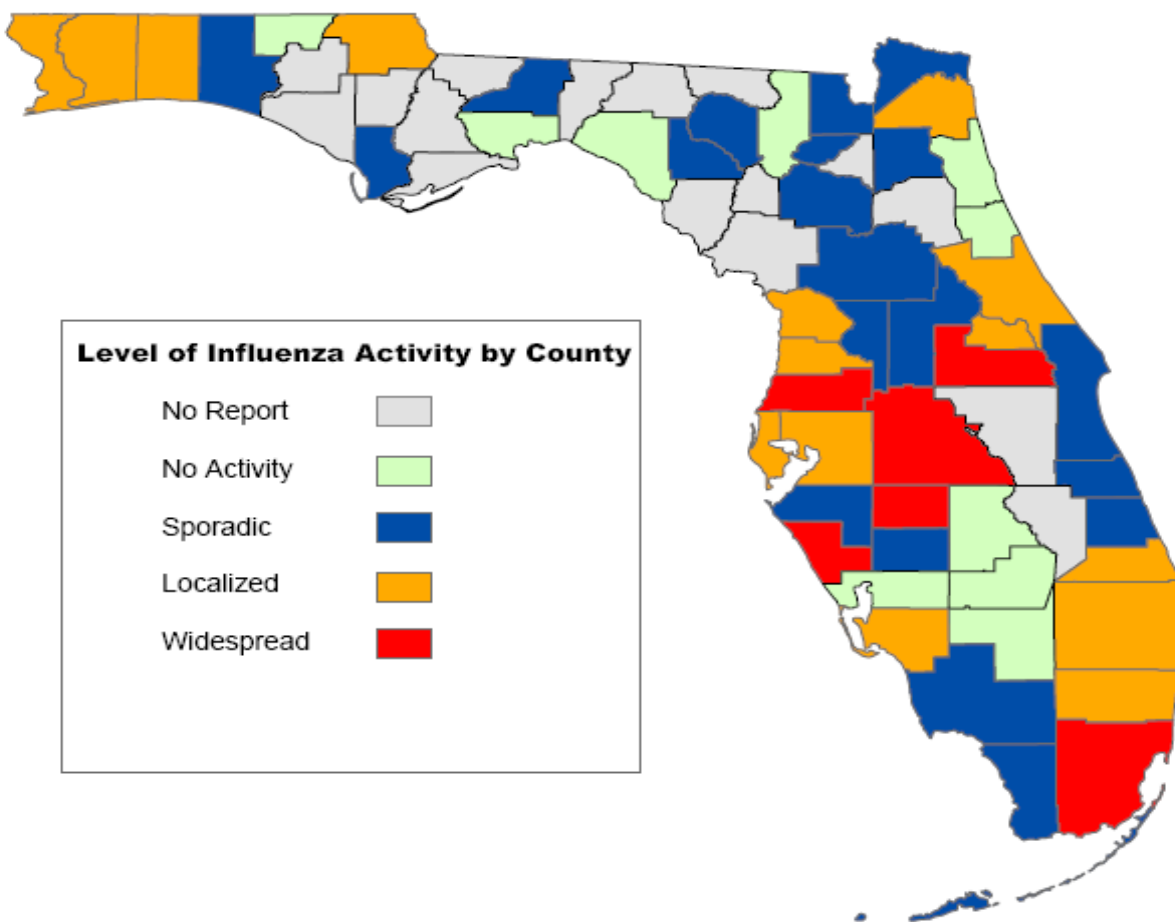 Level of Influenza Activity by County
No Report
No Activity
Sporadic
Localized
Widespread